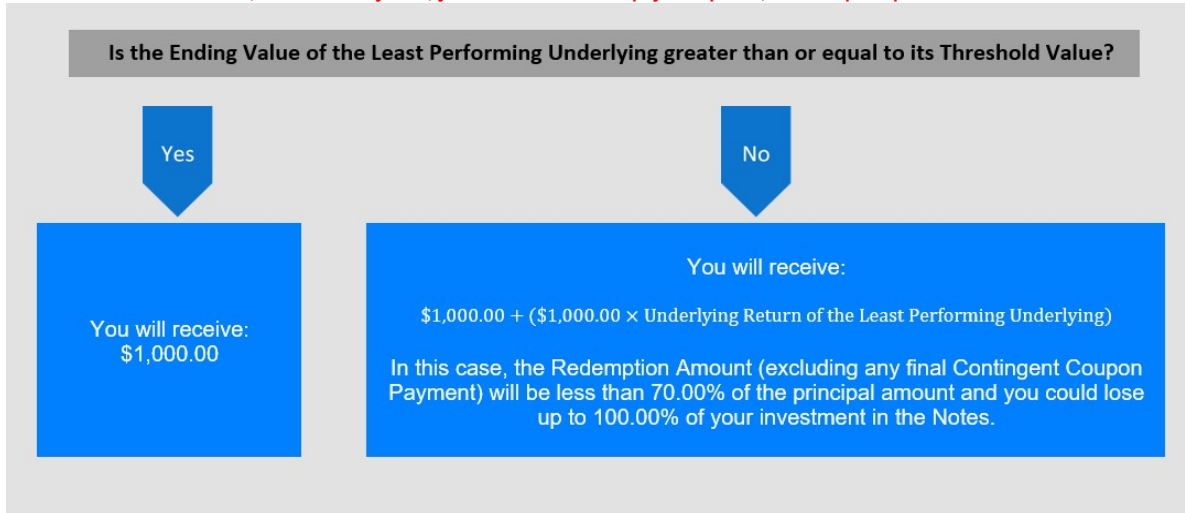 Is the Ending Value of the Least Performing Underlying greater than or equal to its Threshold Value?
Yes
No
You will receive:
$1,000.00
You will receive:
$1,000.00 + ($1,000.00 × Underlying Return of the Least Performing Underlying)
In this case, the Redemption Amount (excluding any final Contingent Coupon
Payment) will be less than 70.00% of the principal amount and you could lose
up to 100.00% of your investment in the Notes.